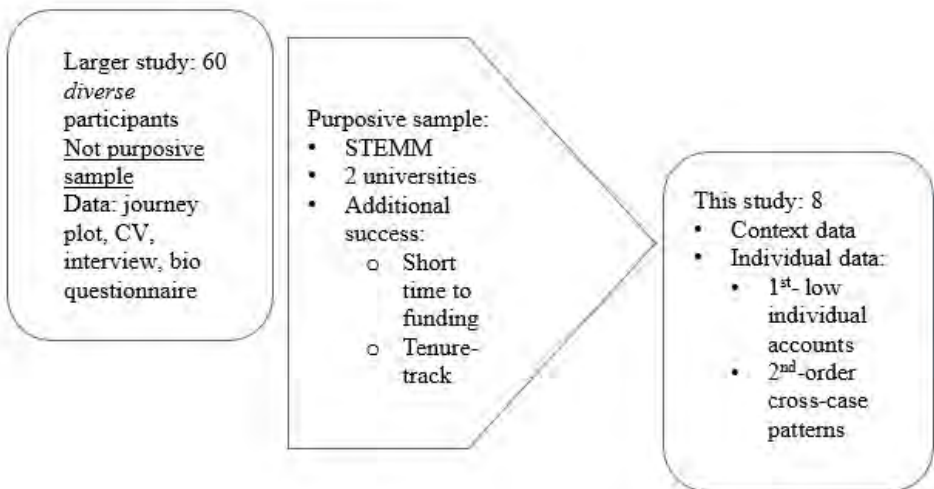 Larger study: 60
diverse
participants
Not purposive
sample
Data: journey
plot, CV,
interview, bio
questionnaire
Purposive sample:
• STEMM
• 2 universities
• Additional
success:
o Short
time to
funding
o Tenure-
track
This study: 8
• Context data
• Individual data:
• 1st- low
individual
accounts
• 2nd-order
cross-case
patterns